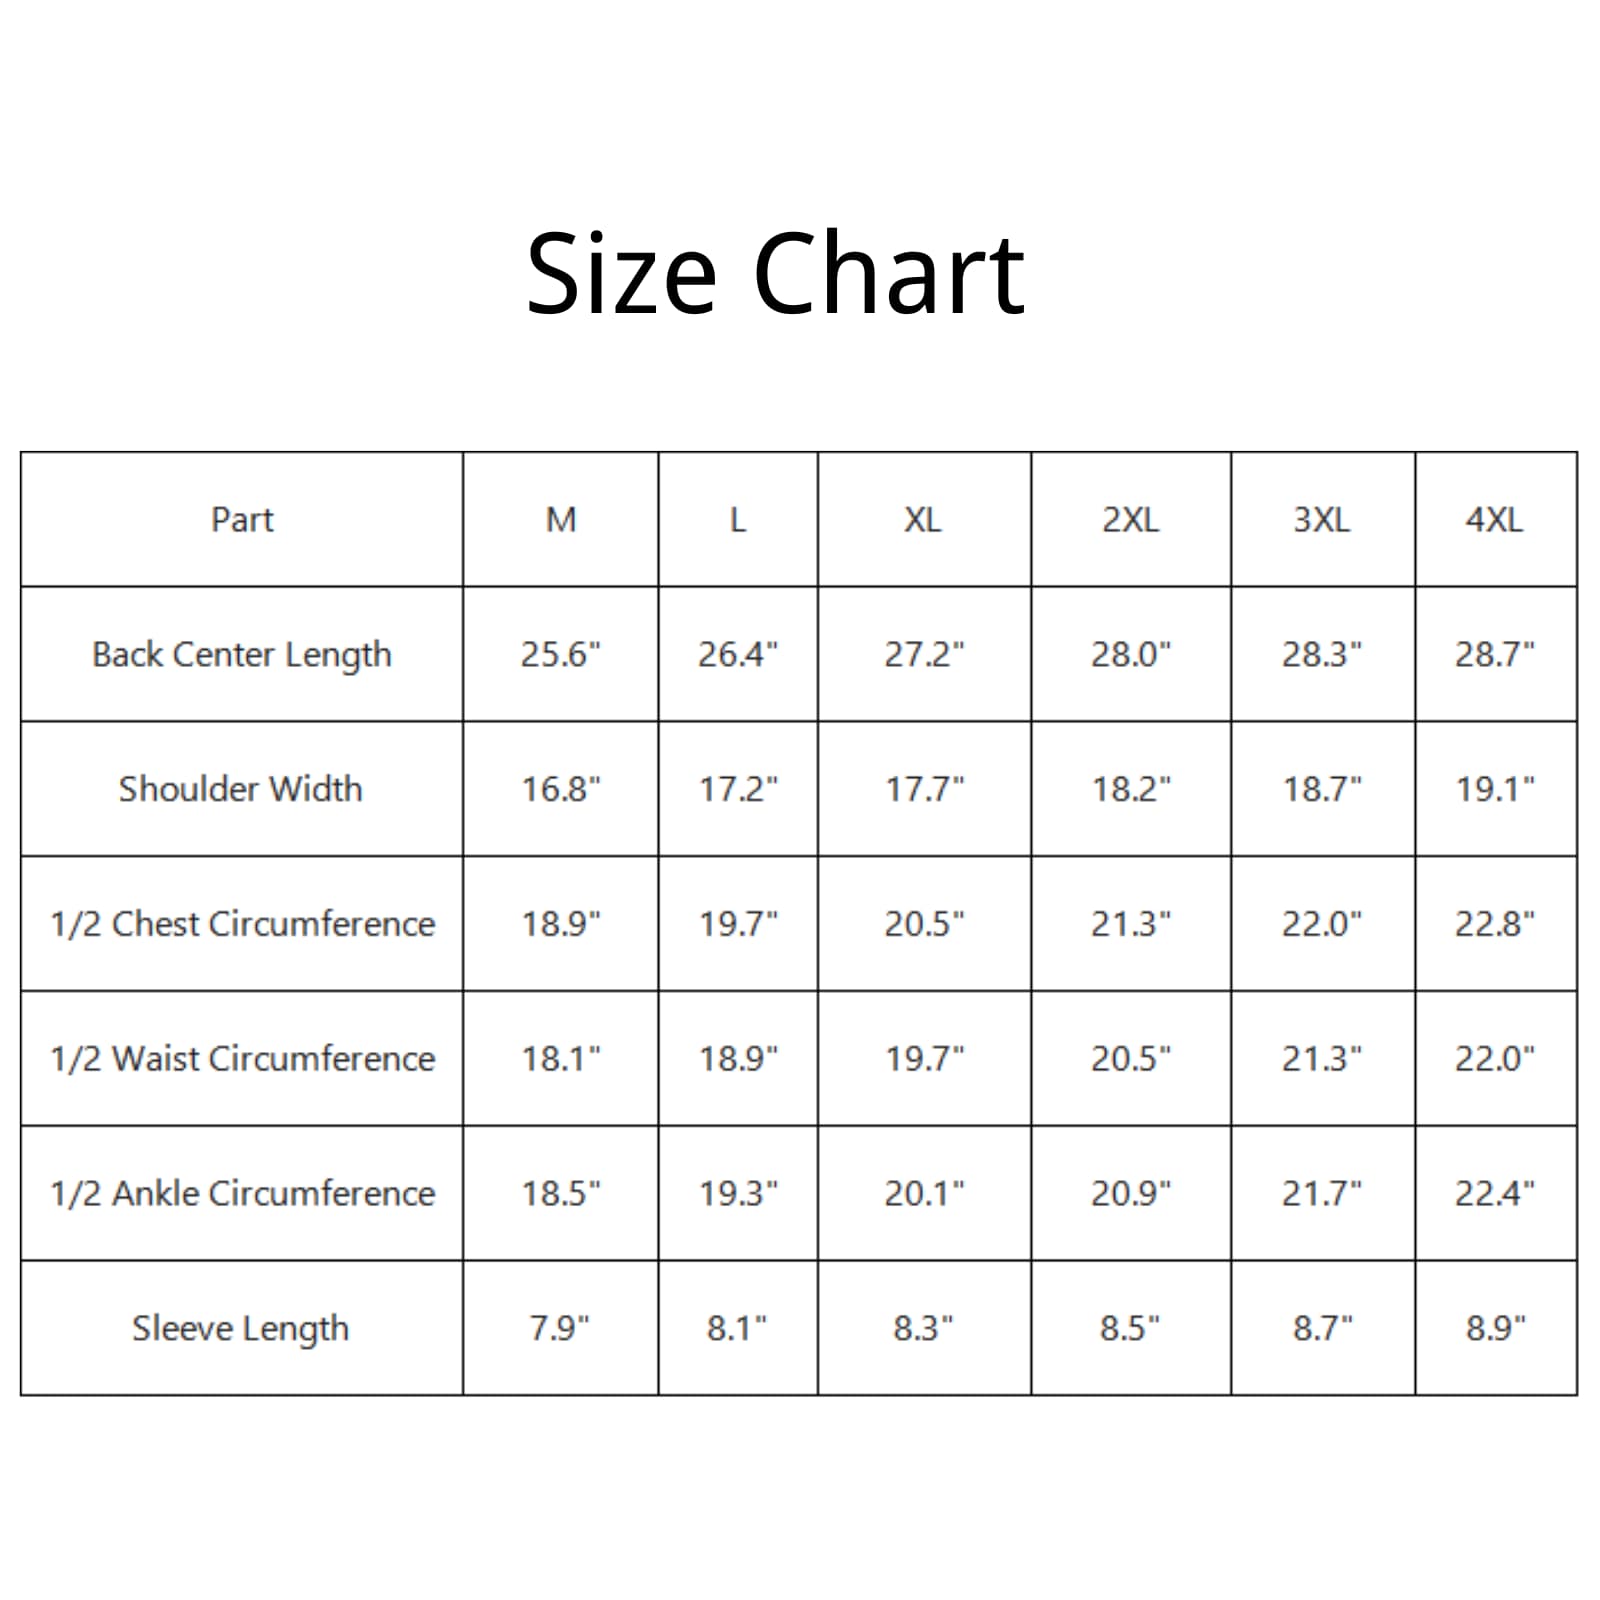 Size Chart
Part M L XL 2XL 3XL 4XL
Back Center Length 25.6" 26.4" 27.2" 28.0" 28.3" 28.7"
Shoulder Width 16.8" 17.2" 17.7" 18.2" 18.7" 19.1"
1/2 Chest Circumference 18.9" 19.7" 20.5" 21.3" 22.0" 22.8"
1/2 Waist Circumference 18.1" 18.9" 19.7" 20.5" 21.3" 22.0"
1/2 Ankle Circumference 18.5" 19.3" 20.1" 20.9" 21.7" 22.4"
Sleeve Length 7.9" 8.1" 8.3" 8.5" 8.7" 8.9"